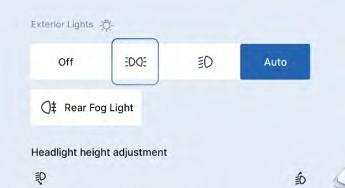 Exterior Lights
Off
Auto
Rear Fog Light
Headlight height adjustment